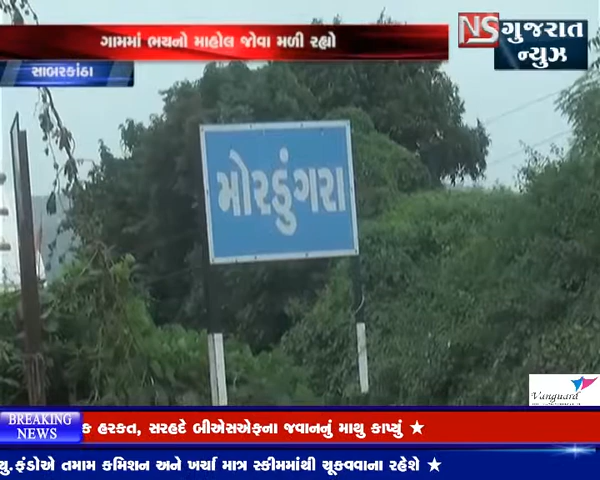 ગામમાં ભયનો માહોલ જોવા મળી રહ્યો
NS ગુજરાત
ન્યુઝ
સાબરકાંઠા
મોરડુંગરા
Vanguard
BREAKING
NEWS
ક હરકત, સરહદે બીએસએફના જવાનનું માથુ કાપ્યું ★
યુ.ફંડોએ તમામ કમિશન અને ખર્ચા માત્ર સ્કીમમાંથી ચૂકવવાના રહેશે ★